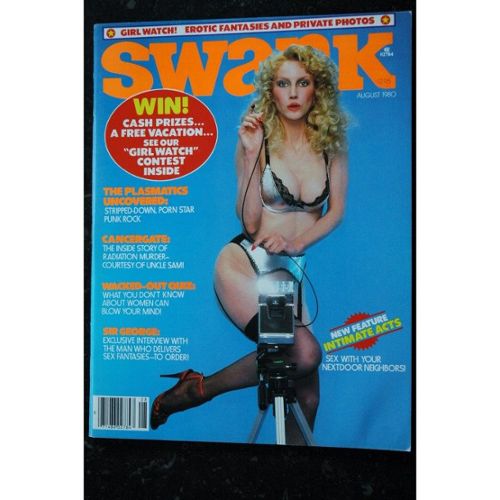 GIRL WATCH! EROTIC FANTASIES AND PRIVATE PHOTOS
swank
AUGUST 1980
WIN!
CASH PRIZES...
A FREE VACATION...
SEE OUR
"GIRL WATCH"
CONTEST
INSIDE
THE PLASMATICS
UNCOVERED:
STRIPPED-DOWN, PORN STAR
PUNK ROCK
CANCERGATE:
THE INSIDE STORY OF
RADIATION MURDER–
COURTESY OF UNCLE SAM!
WACKED-OUT QUIZ:
WHAT YOU DON'T KNOW
ABOUT WOMEN CAN
BLOW YOUR MIND!
SIR GEORGE:
EXCLUSIVE INTERVIEW WITH
THE MAN WHO DELIVERS
SEX FANTASIES–TO ORDER!
NEW FEATURE
INTIMATE ACTS
SEX WITH YOUR
NEXTDOOR NEIGHBORS!